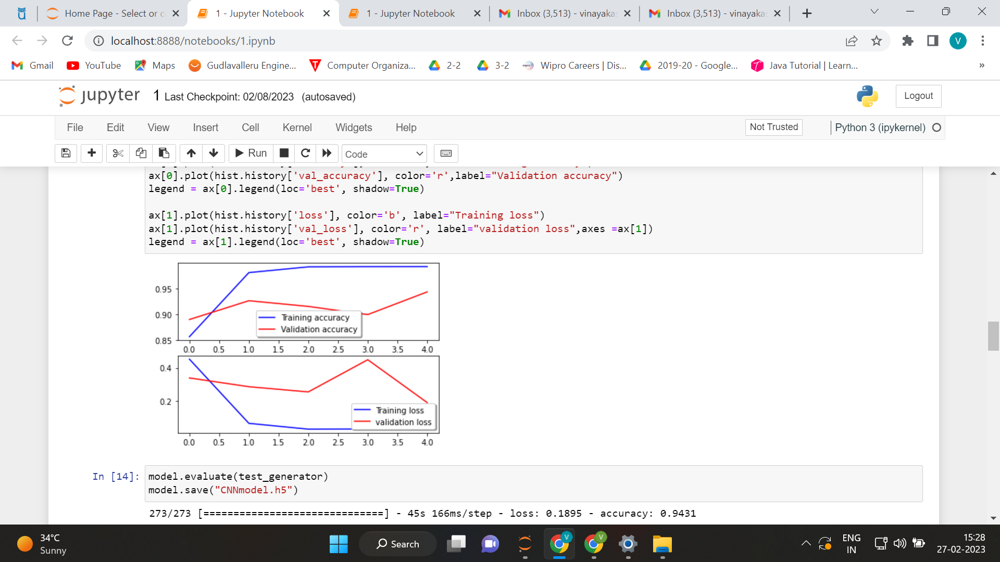 Home Page - Select or c
1 - Jupyter Notebook
1 - Jupyter Notebook
Inbox (3,513) - vinayaka
Inbox (3,513) - vinayaka
localhost:8888/notebooks/1.ipynb
V
Gmail
YouTube
Maps
Gudlavalleru Engine...
Computer Organiza...
2-2
3-2
Wipro Careers | Dis...
2019-20 - Google...
Java Tutorial | Learn...
»
jupyter 1 Last Checkpoint: 02/08/2023 (autosaved)
Logout
File Edit View Insert Cell Kernel Widgets Help
Not Trusted
Python 3 (ipykernel)
Run
Code
ax[0].plot(hist.history['val_accuracy'], color='r',label="Validation accuracy")
legend = ax[0].legend(loc='best', shadow=True)
ax[1].plot(hist.history['loss'], color='b', label="Training loss")
ax[1].plot(hist.history['val_loss'], color='r', label="validation loss",axes =ax[1])
legend = ax[1].legend(loc='best', shadow=True)
0.95
0.90
0.85
Training accuracy
Validation accuracy
0.0 0.5 1.0 1.5 2.0 2.5 3.0 3.5 4.0
0.4
0.2
Training loss
validation loss
0.0 0.5 1.0 1.5 2.0 2.5 3.0 3.5 4.0
In [14]:
model.evaluate(test_generator)
model.save("CNNmodel.h5")
273/273 [==============================] - 45s 166ms/step - loss: 0.1895 - accuracy: 0.9431
34°C
Sunny
Search
V
V
ENG
IN
15:28
27-02-2023